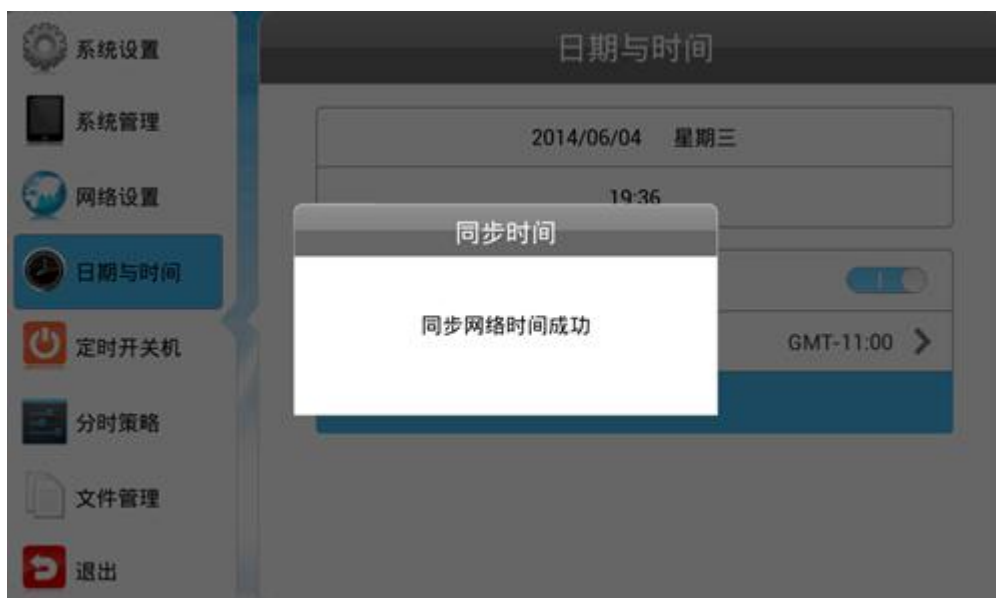 系统设置
系统管理
网络设置
日期与时间
定时开关机
分时策略
文件管理
退出
日期与时间
2014/06/04 星期三
19:36
同步时间
同步网络时间成功
GMT-11:00